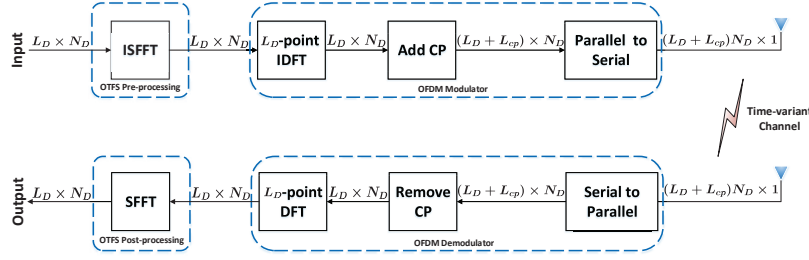 Input
L_D × N_D
ISFFT
OTFS Pre-processing
L_D × N_D
L_D-point
IDFT
L_D × N_D
Add CP
(L_D + L_cp) × N_D
Parallel to
Serial
(L_D + L_cp)N_D × 1
OFDM Modulator
Time-variant
Channel
Output
L_D × N_D
SFFT
OTFS Post-processing
L_D × N_D
L_D-point
DFT
L_D × N_D
Remove
CP
(L_D + L_cp) × N_D
Serial to
Parallel
(L_D + L_cp)N_D × 1
OFDM Demodulator